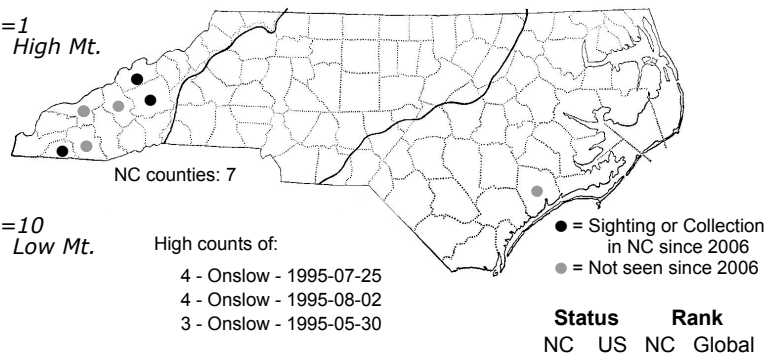 =1
High Mt.
NC counties: 7
=10
Low Mt.
High counts of:
4 - Onslow - 1995-07-25
4 - Onslow - 1995-08-02
3 - Onslow - 1995-05-30
= Sighting or Collection
in NC since 2006
= Not seen since 2006
Status Rank
NC US NC Global